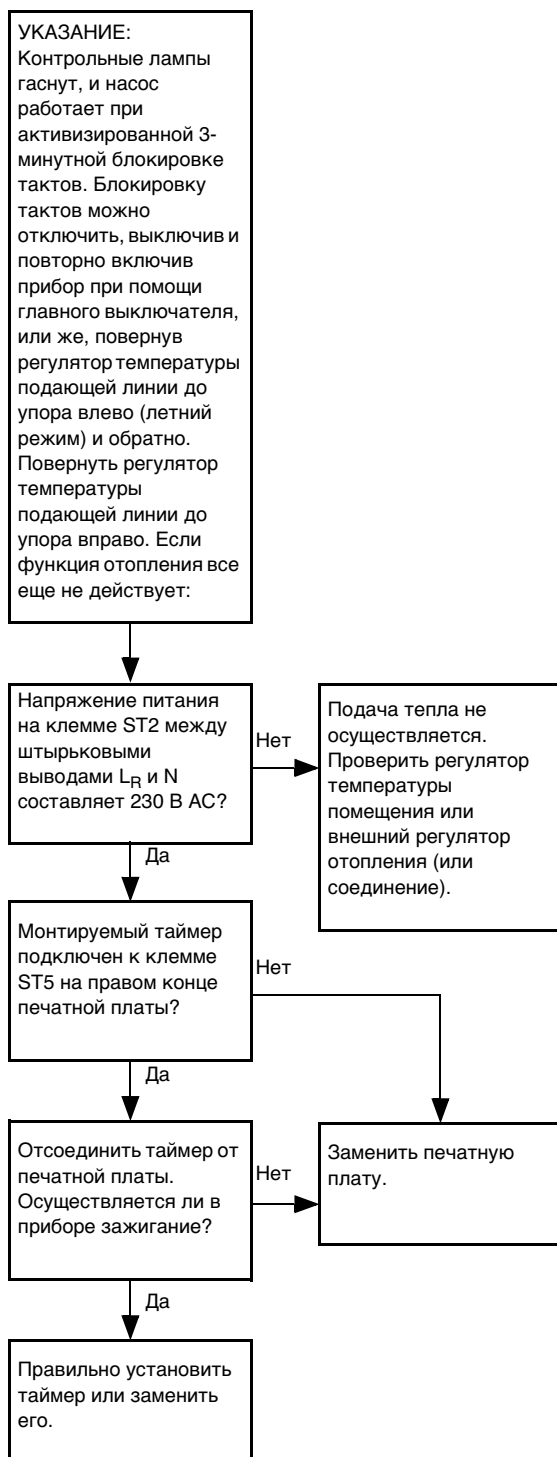 УКАЗАНИЕ:
Контрольные лампы
гаснут, и насос
работает при
активизированной 3-
минутной блокировке
тактов. Блокировку
тактов можно
отключить, выключив и
повторно включив
прибор при помощи
главного выключателя,
или же, повернув
регулятор температуры
подающей линии до
упора влево (летний
режим) и обратно.
Повернуть регулятор
температуры
подающей линии до
упора вправо. Если
функция отопления все
еще не действует:
Напряжение питания
на клемме ST2 между
штырьковыми
выводами LR и N
составляет 230 В AC?
Нет
Подача тепла не
осуществляется.
Проверить регулятор
температуры
помещения или
внешний регулятор
отопления (или
соединение).
Да
Монтируемый таймер
подключен к клемме
ST5 на правом конце
печатной платы?
Нет
Да
Отсоединить таймер от
печатной платы.
Осуществляется ли в
приборе зажигание?
Нет
Заменить печатную
плату.
Да
Правильно установить
таймер или заменить
его.